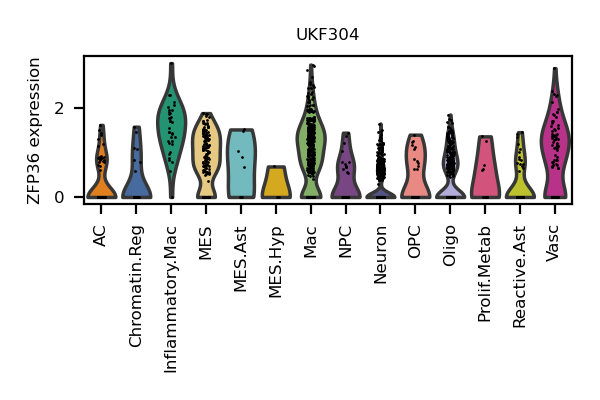 UKF304
ZFP36 expression
2
0
AC
Chromatin.Reg
Inflammatory.Mac
MES
MES.Ast
MES.Hyp
Mac
NPC
Neuron
OPC
Oligo
Prolif.Metab
Reactive.Ast
Vasc